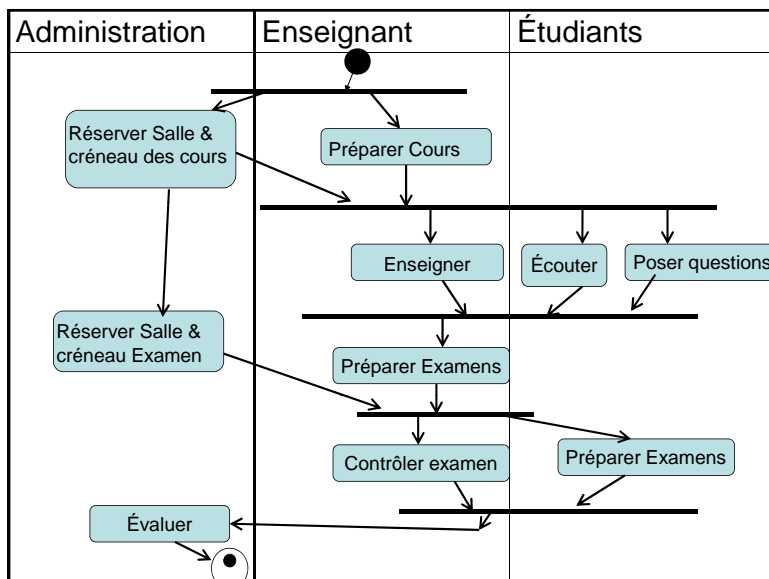 Administration
Enseignant
Étudiants
Réserver Salle &
créneau des cours
Préparer Cours
Enseigner
Écouter
Poser questions
Réserver Salle &
créneau Examen
Préparer Examens
Contrôler examen
Préparer Examens
Évaluer